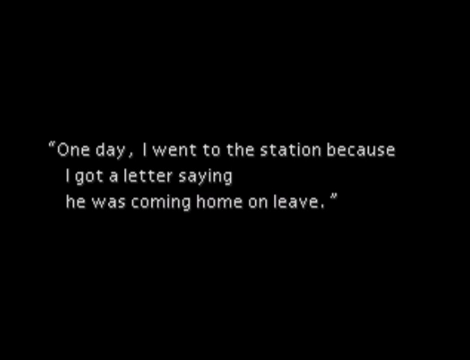 “One day, I went to the station because
I got a letter saying
he was coming home on leave.”